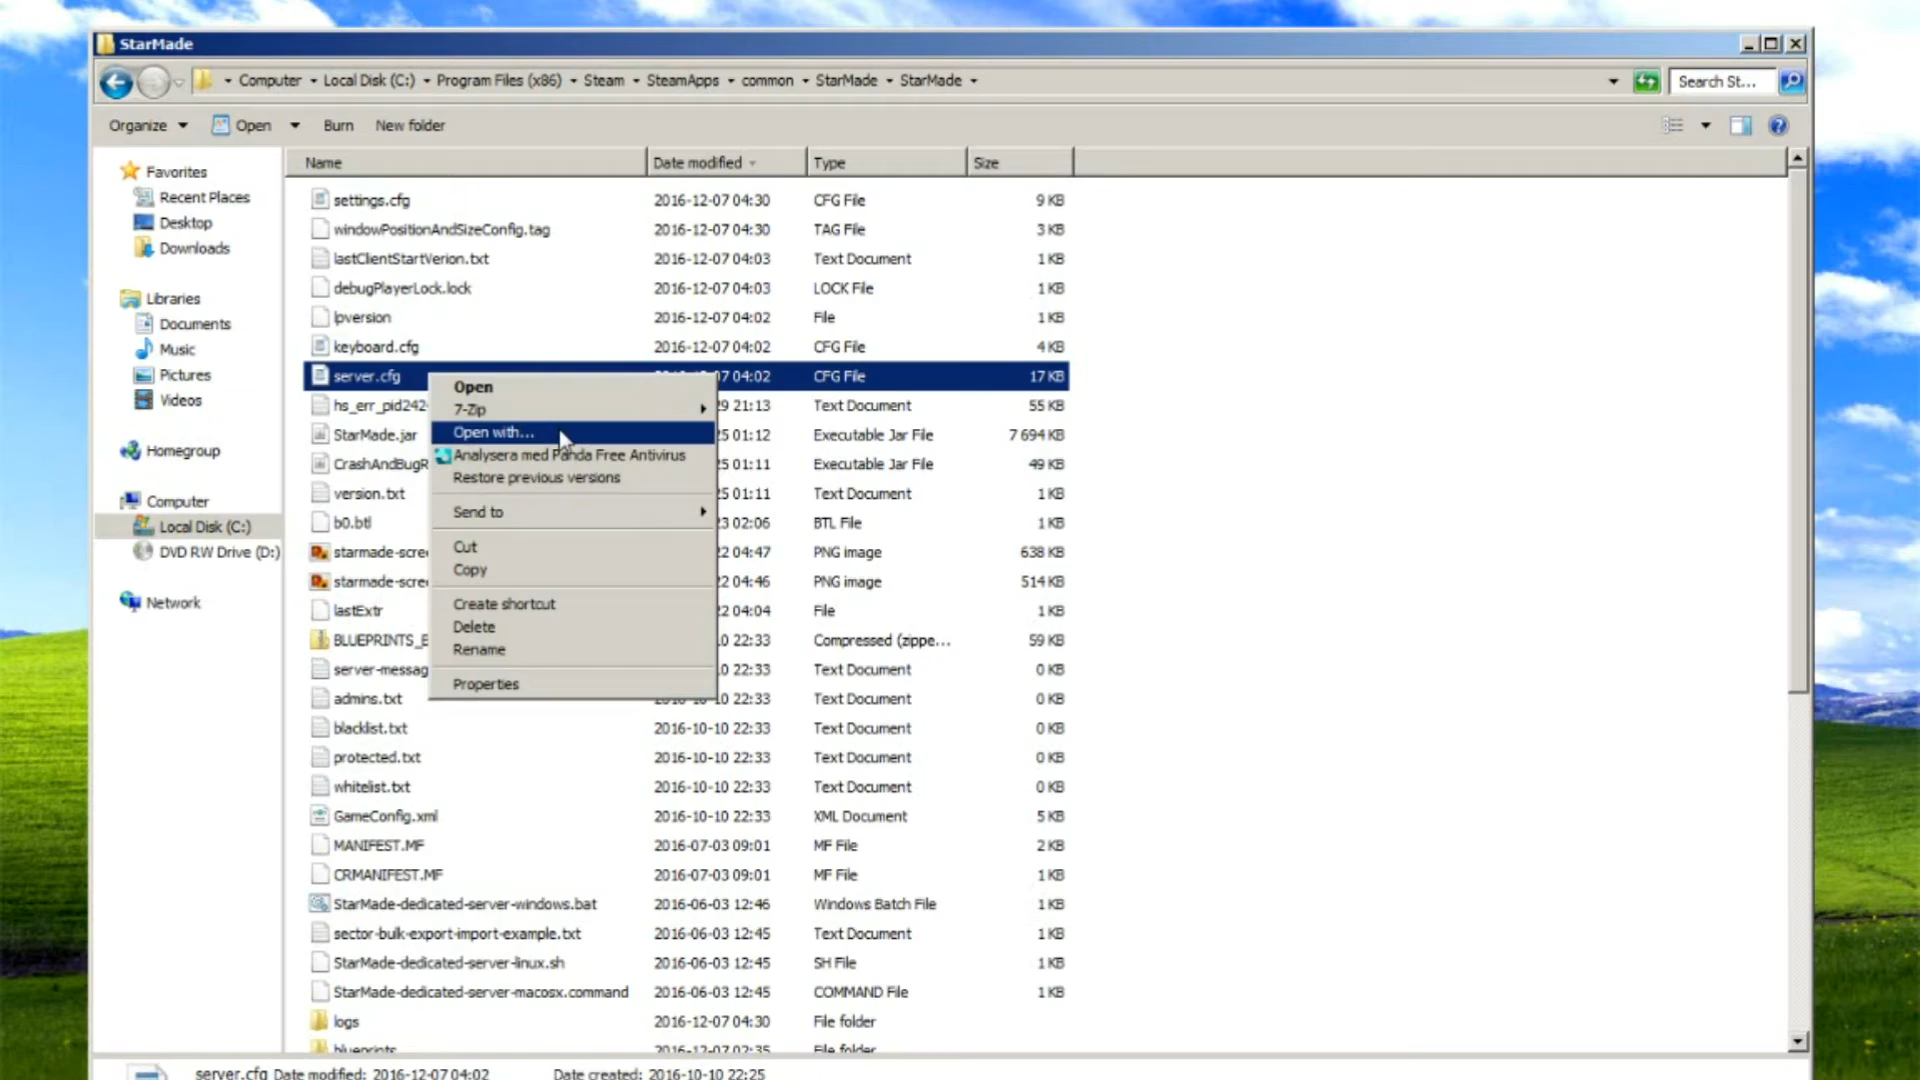 StarMade
Computer Local Disk (C:) Program Files (x86) Steam SteamApps common StarMade StarMade
Search St...
Organize Open Burn New folder
Name Date modified Type Size
Favorites
Recent Places
Desktop
Downloads
Libraries
Documents
Music
Pictures
Videos
Homegroup
Computer
Local Disk (C:)
DVD RW Drive (D:)
Network
settings.cfg 2016-12-07 04:30 CFG File 9 KB
windowPositionAndSizeConfig.tag 2016-12-07 04:30 TAG File 3 KB
lastClientStartVerion.txt 2016-12-07 04:03 Text Document 1 KB
debugPlayerLock.lock 2016-12-07 04:03 LOCK File 1 KB
lpversion 2016-12-07 04:02 File 1 KB
keyboard.cfg 2016-12-07 04:02 CFG File 4 KB
server.cfg 07 04:02 CFG File 17 KB
hs_err_pid242 29 21:13 Text Document 55 KB
StarMade.jar 25 01:12 Executable Jar File 7 694 KB
CrashAndBugR 25 01:11 Executable Jar File 49 KB
version.txt 25 01:11 Text Document 1 KB
b0.btl 23 02:06 BTL File 1 KB
starmade-scre 22 04:47 PNG image 638 KB
starmade-scre 22 04:46 PNG image 514 KB
lastExtr 22 04:04 File 1 KB
BLUEPRINTS_E 0 22:33 Compressed (zippe... 59 KB
server-messag 0 22:33 Text Document 0 KB
admins.txt 2016-10-10 22:33 Text Document 0 KB
blacklist.txt 2016-10-10 22:33 Text Document 0 KB
protected.txt 2016-10-10 22:33 Text Document 0 KB
whitelist.txt 2016-10-10 22:33 Text Document 0 KB
GameConfig.xml 2016-10-10 22:33 XML Document 5 KB
MANIFEST.MF 2016-07-03 09:01 MF File 2 KB
CRMANIFEST.MF 2016-07-03 09:01 MF File 1 KB
StarMade-dedicated-server-windows.bat 2016-06-03 12:46 Windows Batch File 1 KB
sector-bulk-export-import-example.txt 2016-06-03 12:45 Text Document 1 KB
StarMade-dedicated-server-linux.sh 2016-06-03 12:45 SH File 1 KB
StarMade-dedicated-server-macosx.command 2016-06-03 12:45 COMMAND File 1 KB
logs 2016-12-07 04:30 File folder
blueprints 2016-12-07 02:35 File folder
Open
7-Zip
Open with...
Analysera med Panda Free Antivirus
Restore previous versions
Send to
Cut
Copy
Create shortcut
Delete
Rename
Properties
server.cfg Date modified: 2016-12-07 04:02 Date created: 2016-10-10 22:25